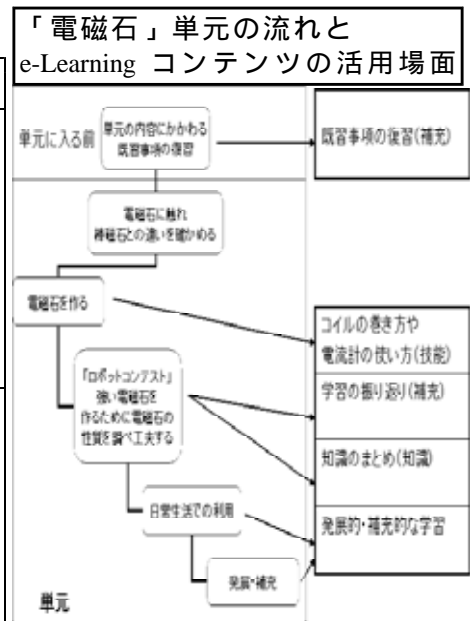 「電磁石」単元の流れと
e-Learning コンテンツの活用場面
単元に入る前
単元の内容にかかわる
既習事項の復習
既習事項の復習(補充)
電磁石に触れ
棒磁石との違いを確かめる
電磁石を作る
コイルの巻き方や
電流計の使い方(技能)
「ロボットコンテスト」
強い電磁石を
作るために電磁石の
性質を調べ工夫する
学習の振り返り(補充)
知識のまとめ(知識)
日常生活での利用
発展的・補充的な学習
発展・補充
単元